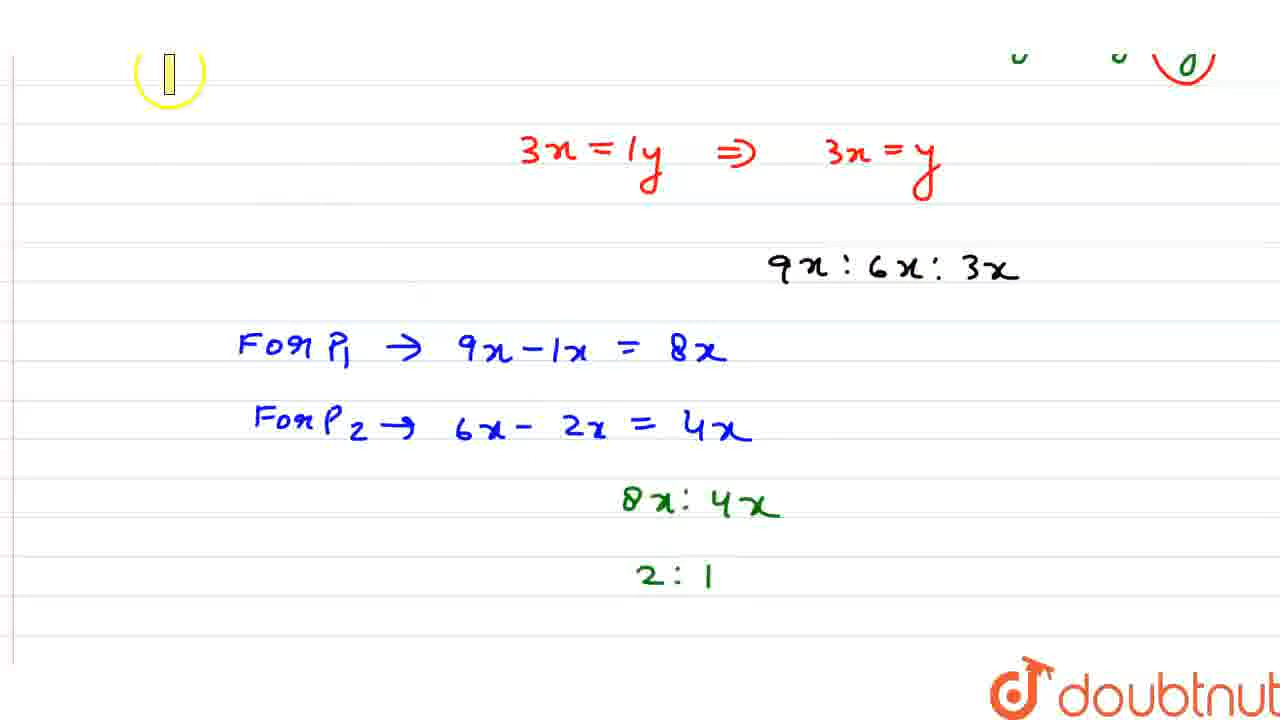 3x = 1y ⇒ 3x = y
9x : 6x : 3x
For P1 → 9x - 1x = 8x
For P2 → 6x - 2x = 4x
8x : 4x
2 : 1
doubtnut